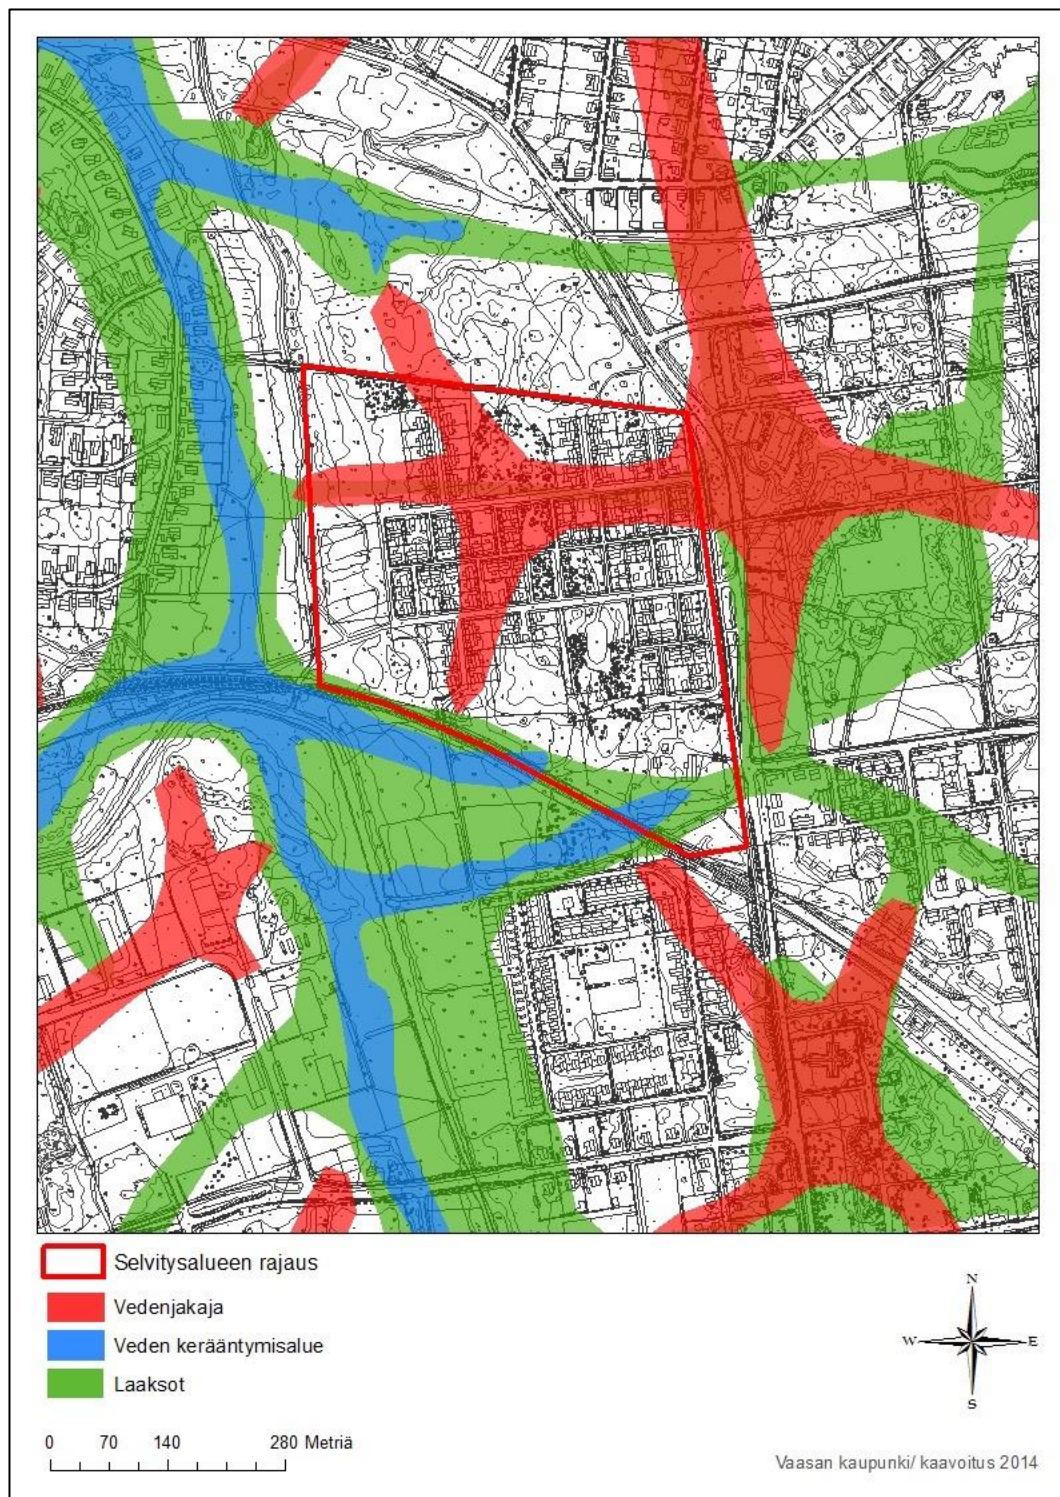 Selvitysalueen rajaus
Vedenjakaja
Veden kerääntymisalue
Laaksot
0 70 140 280 Metriä
N
W E
S
Vaasan kaupunki/ kaavoitus 2014